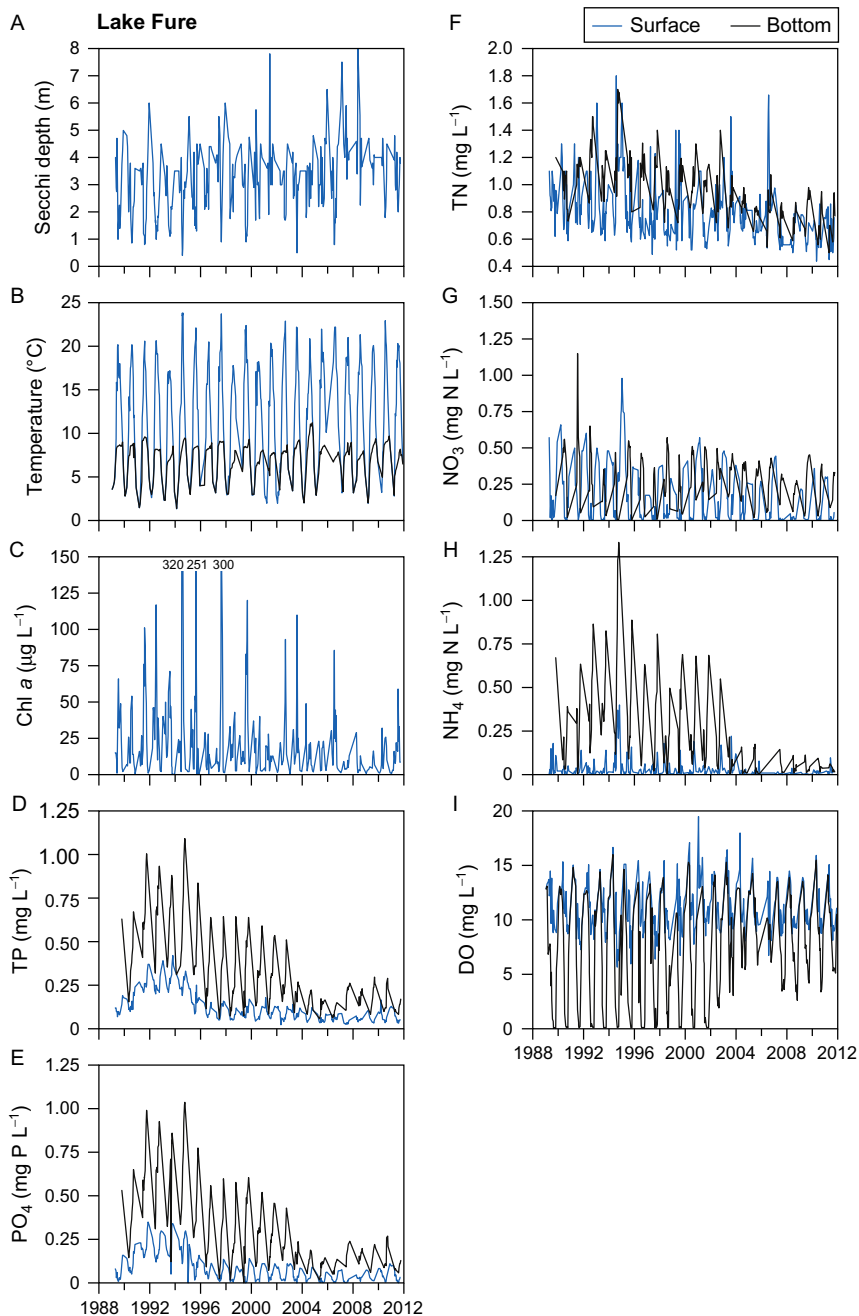 Lake Fure
Surface
Bottom
A
Secchi depth (m)
8
7
6
5
4
3
2
1
0
B
Temperature (°C)
25
20
15
10
5
0
C
Chl a (µg L−1)
150
125
100
75
50
25
0
320 251 300
D
TP (mg L−1)
1.25
1.00
0.75
0.50
0.25
0
E
PO4 (mg P L−1)
1.25
1.00
0.75
0.50
0.25
0
1988 1992 1996 2000 2004 2008 2012
F
TN (mg L−1)
2.0
1.8
1.6
1.4
1.2
1.0
0.8
0.6
0.4
G
NO3 (mg N L−1)
1.50
1.25
1.00
0.75
0.50
0.25
0
H
NH4 (mg N L−1)
1.25
1.00
0.75
0.50
0.25
0
I
DO (mg L−1)
20
15
10
5
0
1988 1992 1996 2000 2004 2008 2012